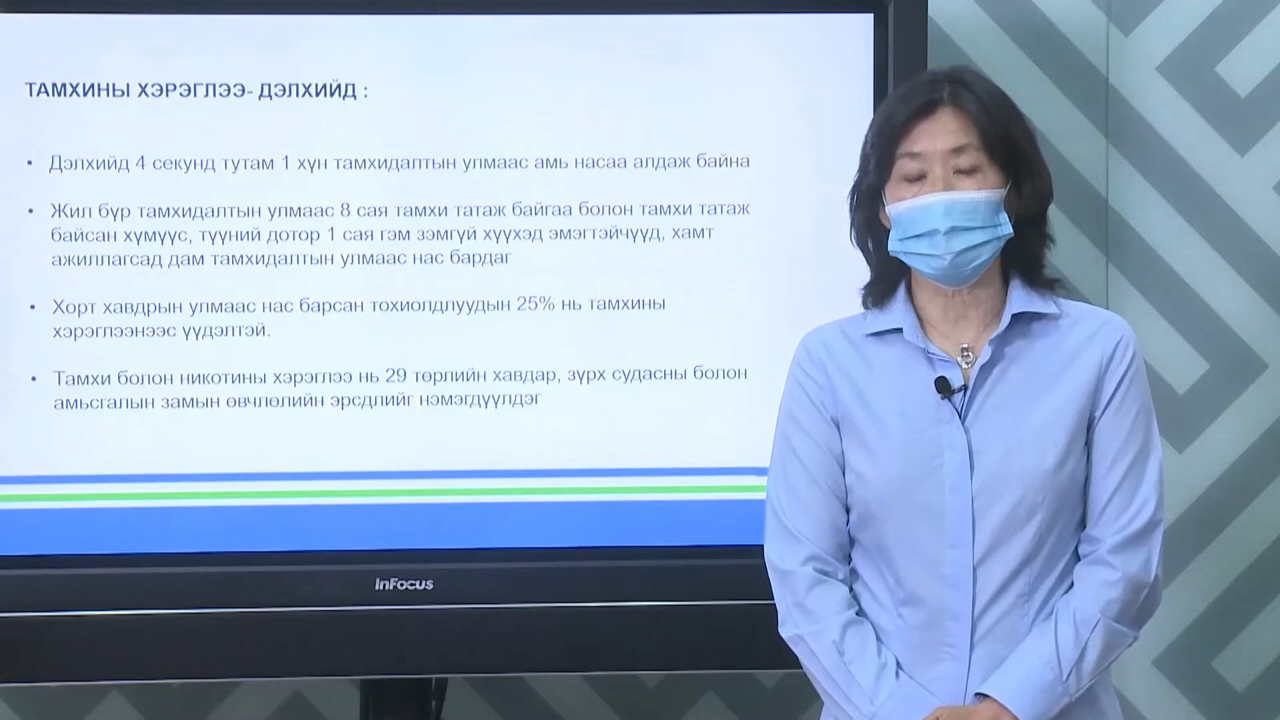 ТАМХИНЫ ХЭРЭГЛЭЭ- ДЭЛХИЙД :
• Дэлхийд 4 секунд тутам 1 хүн тамхидалтын улмаас амь насаа алдаж байна
• Жил бүр тамхидалтын улмаас 8 сая тамхи татаж байгаа болон тамхи татаж
байсан хүмүүс, түүний дотор 1 сая гэм зэмгүй хүүхэд эмэгтэйчүүд, хамт
ажиллагсад дам тамхидалтын улмаас нас бардаг
• Хорт хавдрын улмаас нас барсан тохиолдлуудын 25% нь тамхины
хэрэглээнээс үүдэлтэй.
• Тамхи болон никотины хэрэглээ нь 29 төрлийн хавдар, зүрх судасны болон
амьсгалын замын өвчлөлийн эрсдлийг нэмэгдүүлдэг
InFocus